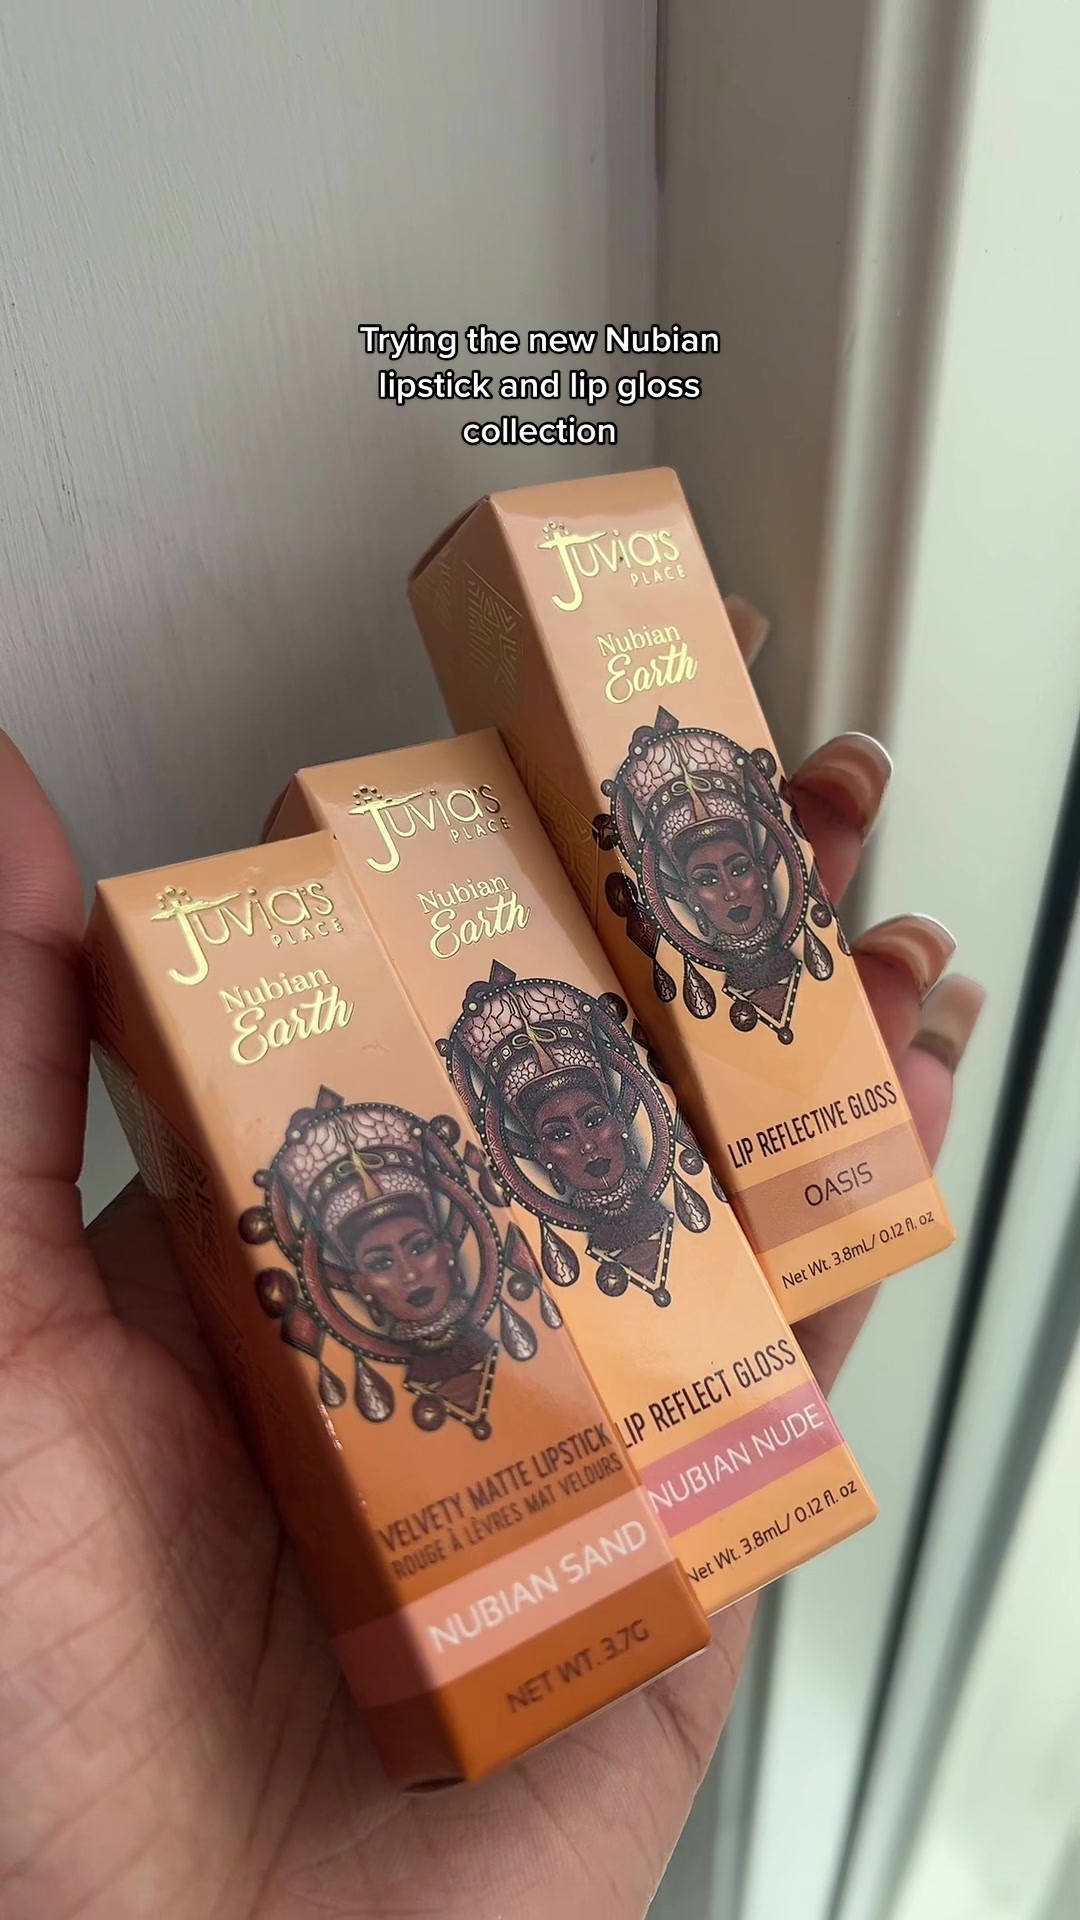 Trying the new Nubian
lipstick and lip gloss
collection
Juvia's
PLACE
Nubian
Earth
LIP REFLECTIVE GLOSS
OASIS
Net Wt. 3.8mL/ 0.12 fl. oz
Juvia's
PLACE
Nubian
Earth
LIP REFLECT GLOSS
NUBIAN NUDE
Net Wt. 3.8mL/ 0.12 fl. oz
Juvia's
PLACE
Nubian
Earth
VELVETY MATTE LIPSTICK
ROUGE À LÈVRES MAT VELOURS
NUBIAN SAND
NET WT. 3.7G